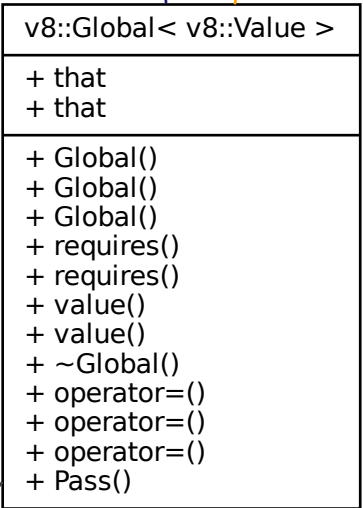 v8::Global< v8::Value >
+ that
+ that
+ Global()
+ Global()
+ Global()
+ requires()
+ requires()
+ value()
+ value()
+ ~Global()
+ operator=()
+ operator=()
+ operator=()
+ Pass()